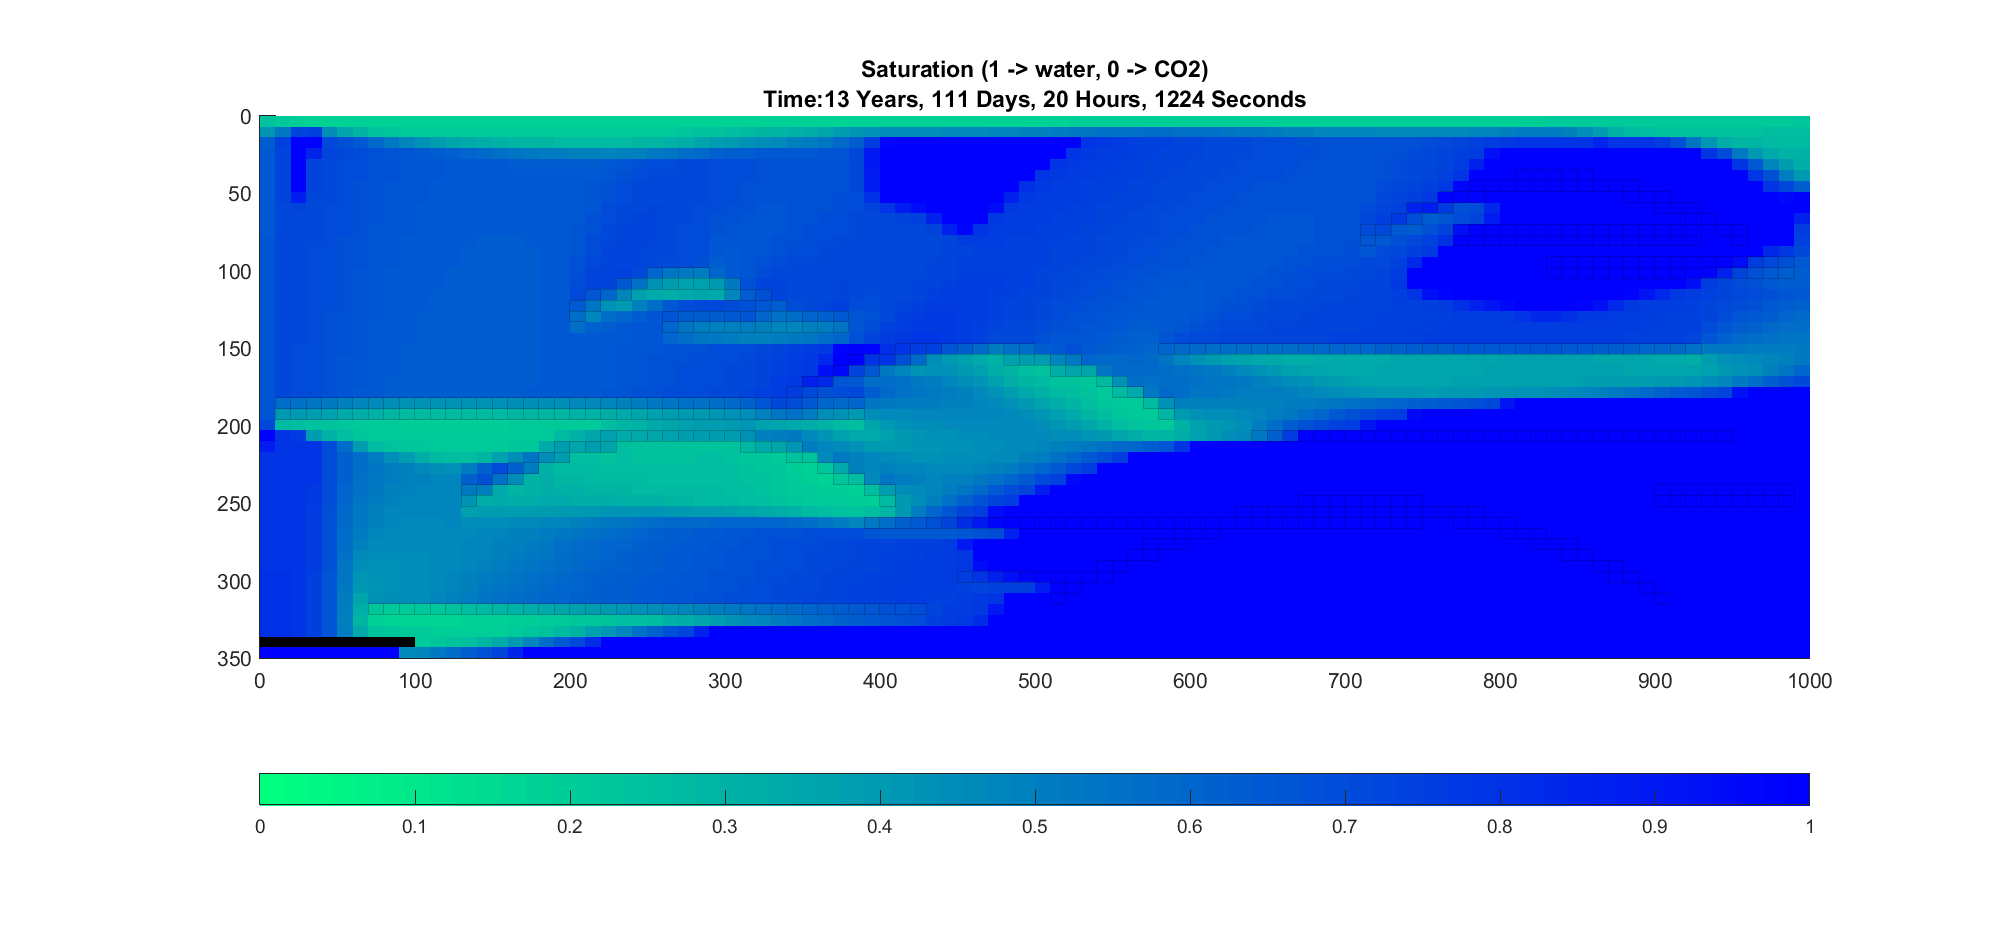 Saturation (1 -> water, 0 -> CO2)
Time:13 Years, 111 Days, 20 Hours, 1224 Seconds
0
50
100
150
200
250
300
350
0 100 200 300 400 500 600 700 800 900 1000
0 0.1 0.2 0.3 0.4 0.5 0.6 0.7 0.8 0.9 1